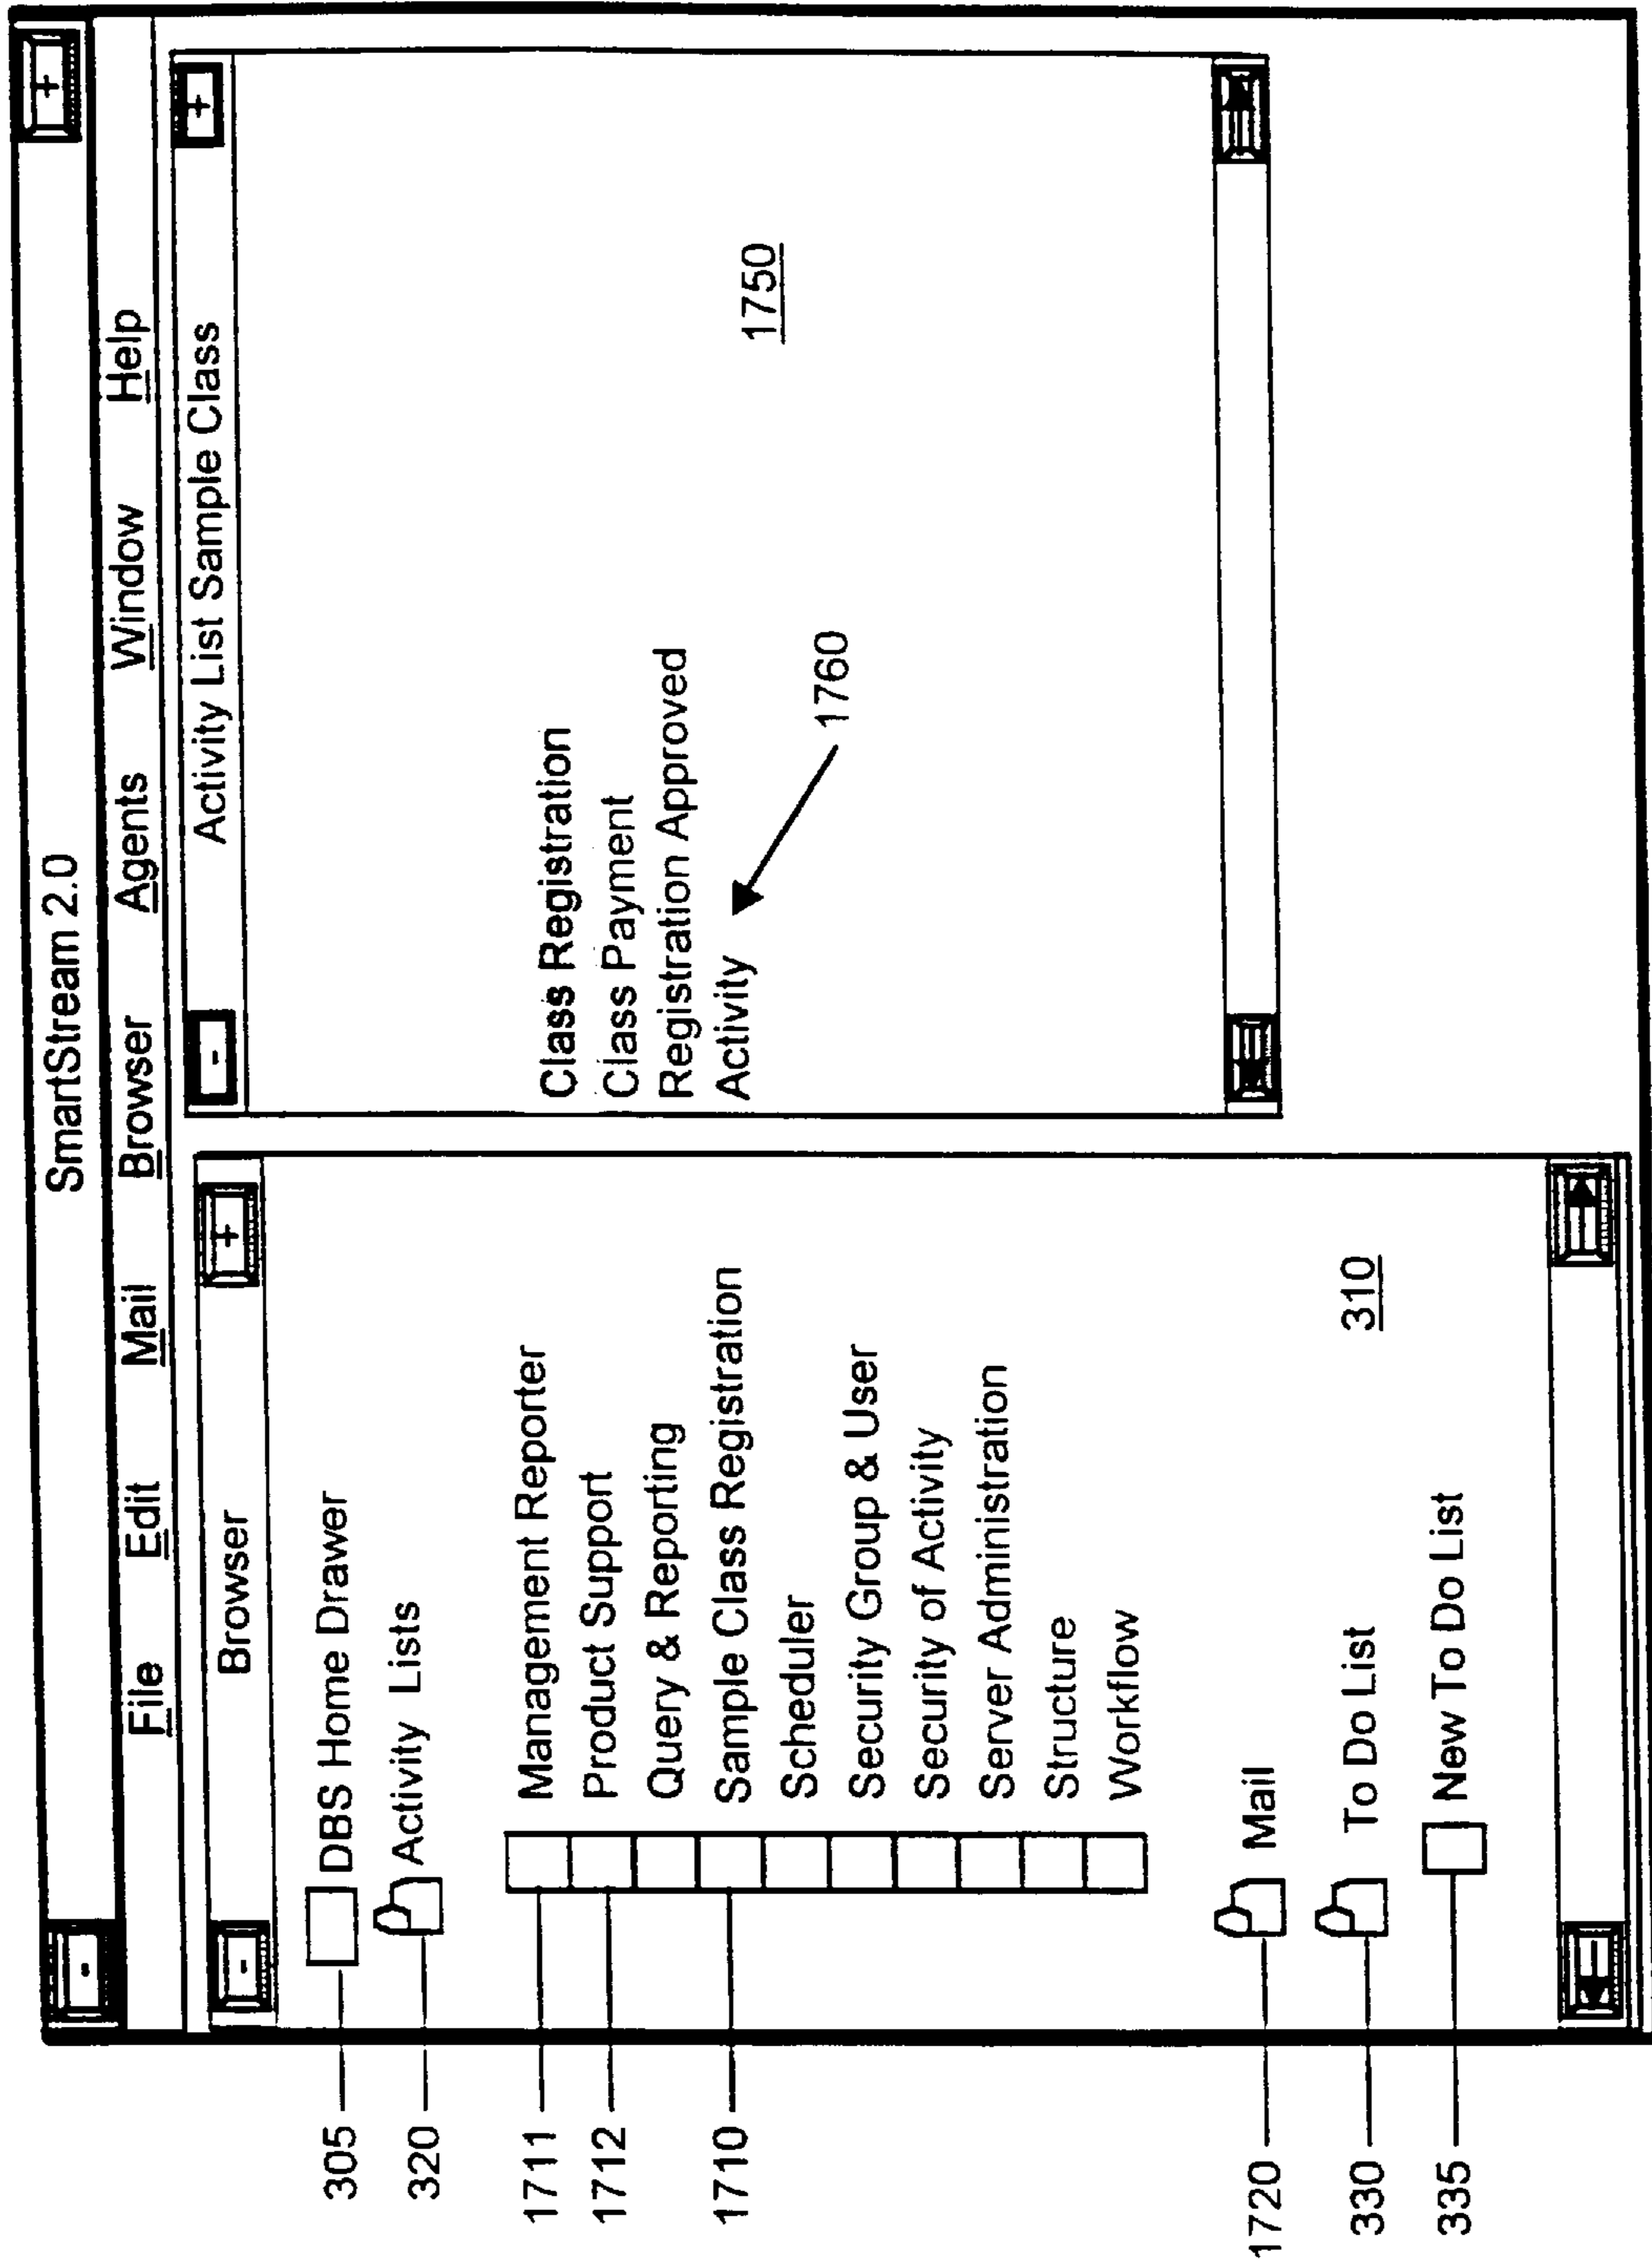 SmartStream 2.0
- +
File Edit Mail Browser Agents Window Help
- Browser +
305 DBS Home Drawer
320 Activity Lists
1711 Management Reporter
1712 Product Support
Query & Reporting
1710 Sample Class Registration
Scheduler
Security Group & User
Security of Activity
Server Administration
Structure
Workflow
1720 Mail
330 To Do List
335 New To Do List
310
- Activity List Sample Class +
Class Registration
Class Payment
Registration Approved
Activity
1760
1750